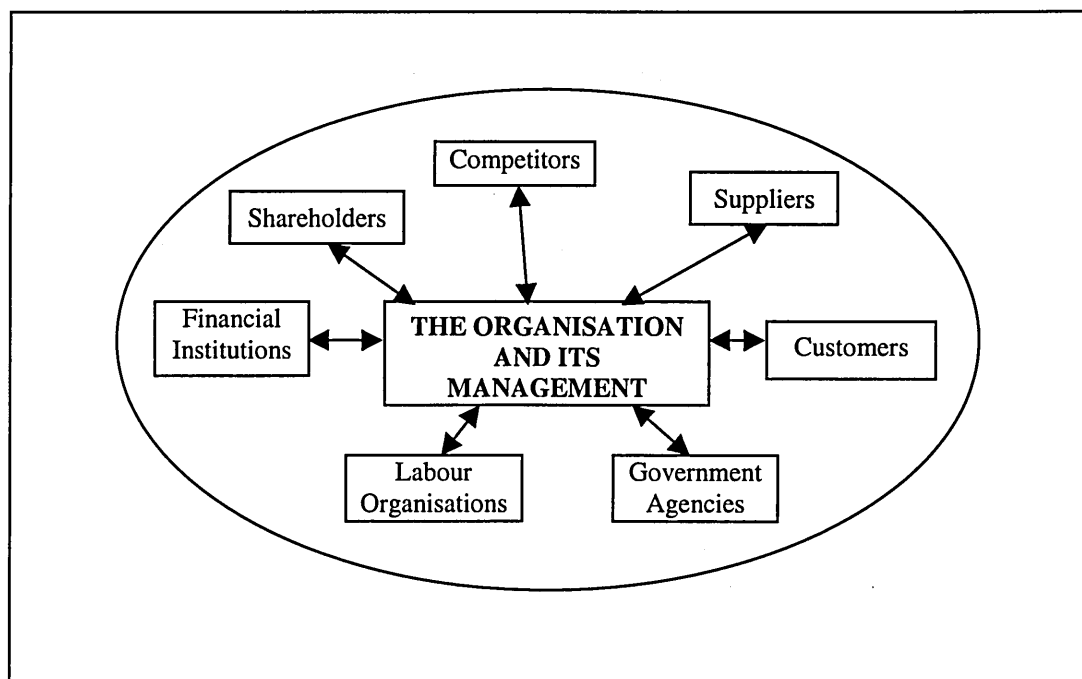 Competitors
Suppliers
Shareholders
Financial
Institutions
THE ORGANISATION
AND ITS
MANAGEMENT
Customers
Labour
Organisations
Government
Agencies